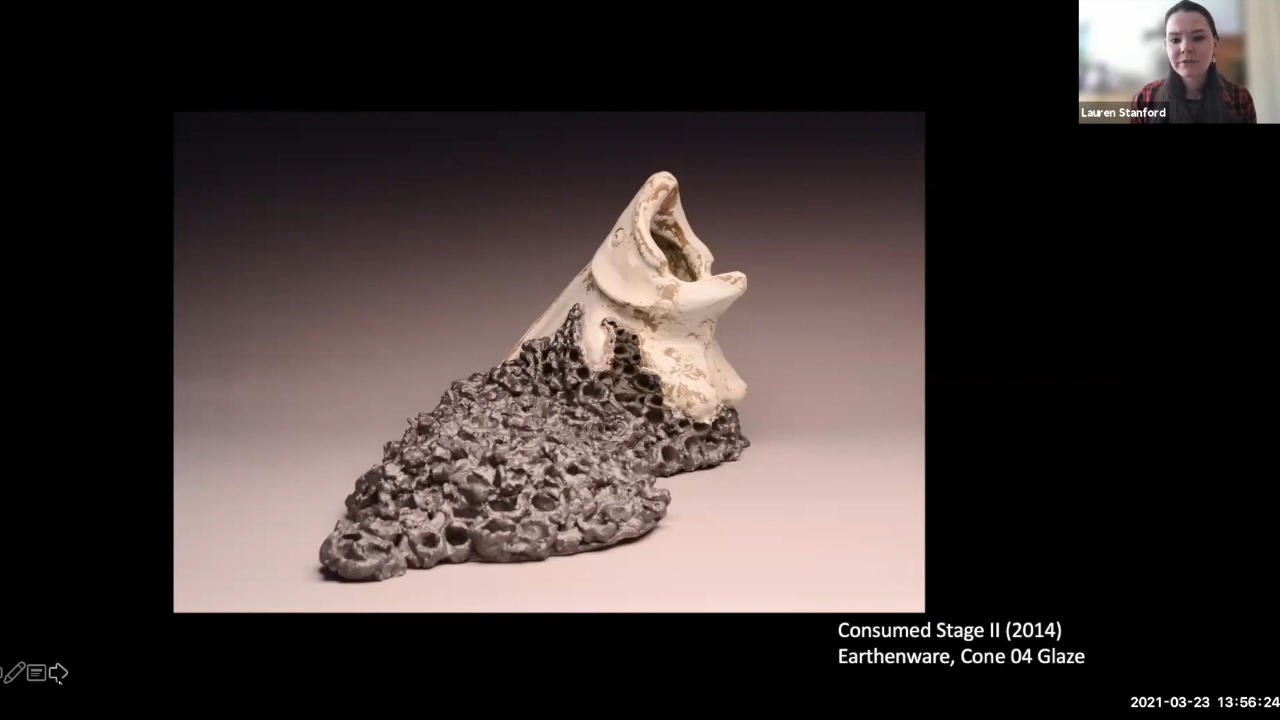 Lauren Stanford
Consumed Stage II (2014)
Earthenware, Cone 04 Glaze
2021-03-23 13:56:24